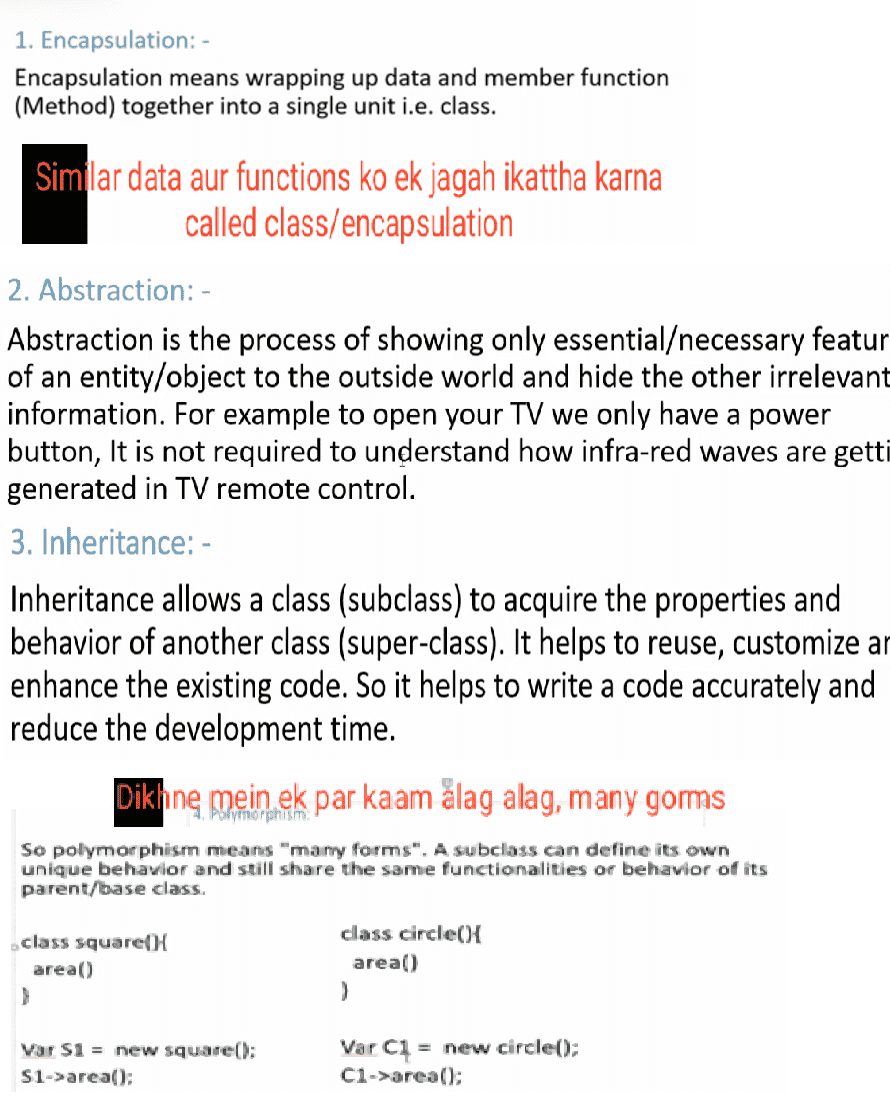 1. Encapsulation: -
Encapsulation means wrapping up data and member function
(Method) together into a single unit i.e. class.
Similar data aur functions ko ek jagah ikattha karna
called class/encapsulation
2. Abstraction: -
Abstraction is the process of showing only essential/necessary featur
of an entity/object to the outside world and hide the other irrelevant
information. For example to open your TV we only have a power
button, It is not required to understand how infra-red waves are getti
generated in TV remote control.
3. Inheritance: -
Inheritance allows a class (subclass) to acquire the properties and
behavior of another class (super-class). It helps to reuse, customize ar
enhance the existing code. So it helps to write a code accurately and
reduce the development time.
Dikhne mein ek par kaam alag alag, many gorms
4. Polymorphism:
So polymorphism means "many forms". A subclass can define its own
unique behavior and still share the same functionalities or behavior of its
parent/base class.
class square(){
area()
}
class circle(){
area()
}
Var S1 = new square();
S1->area();
Var C1 = new circle();
C1->area();